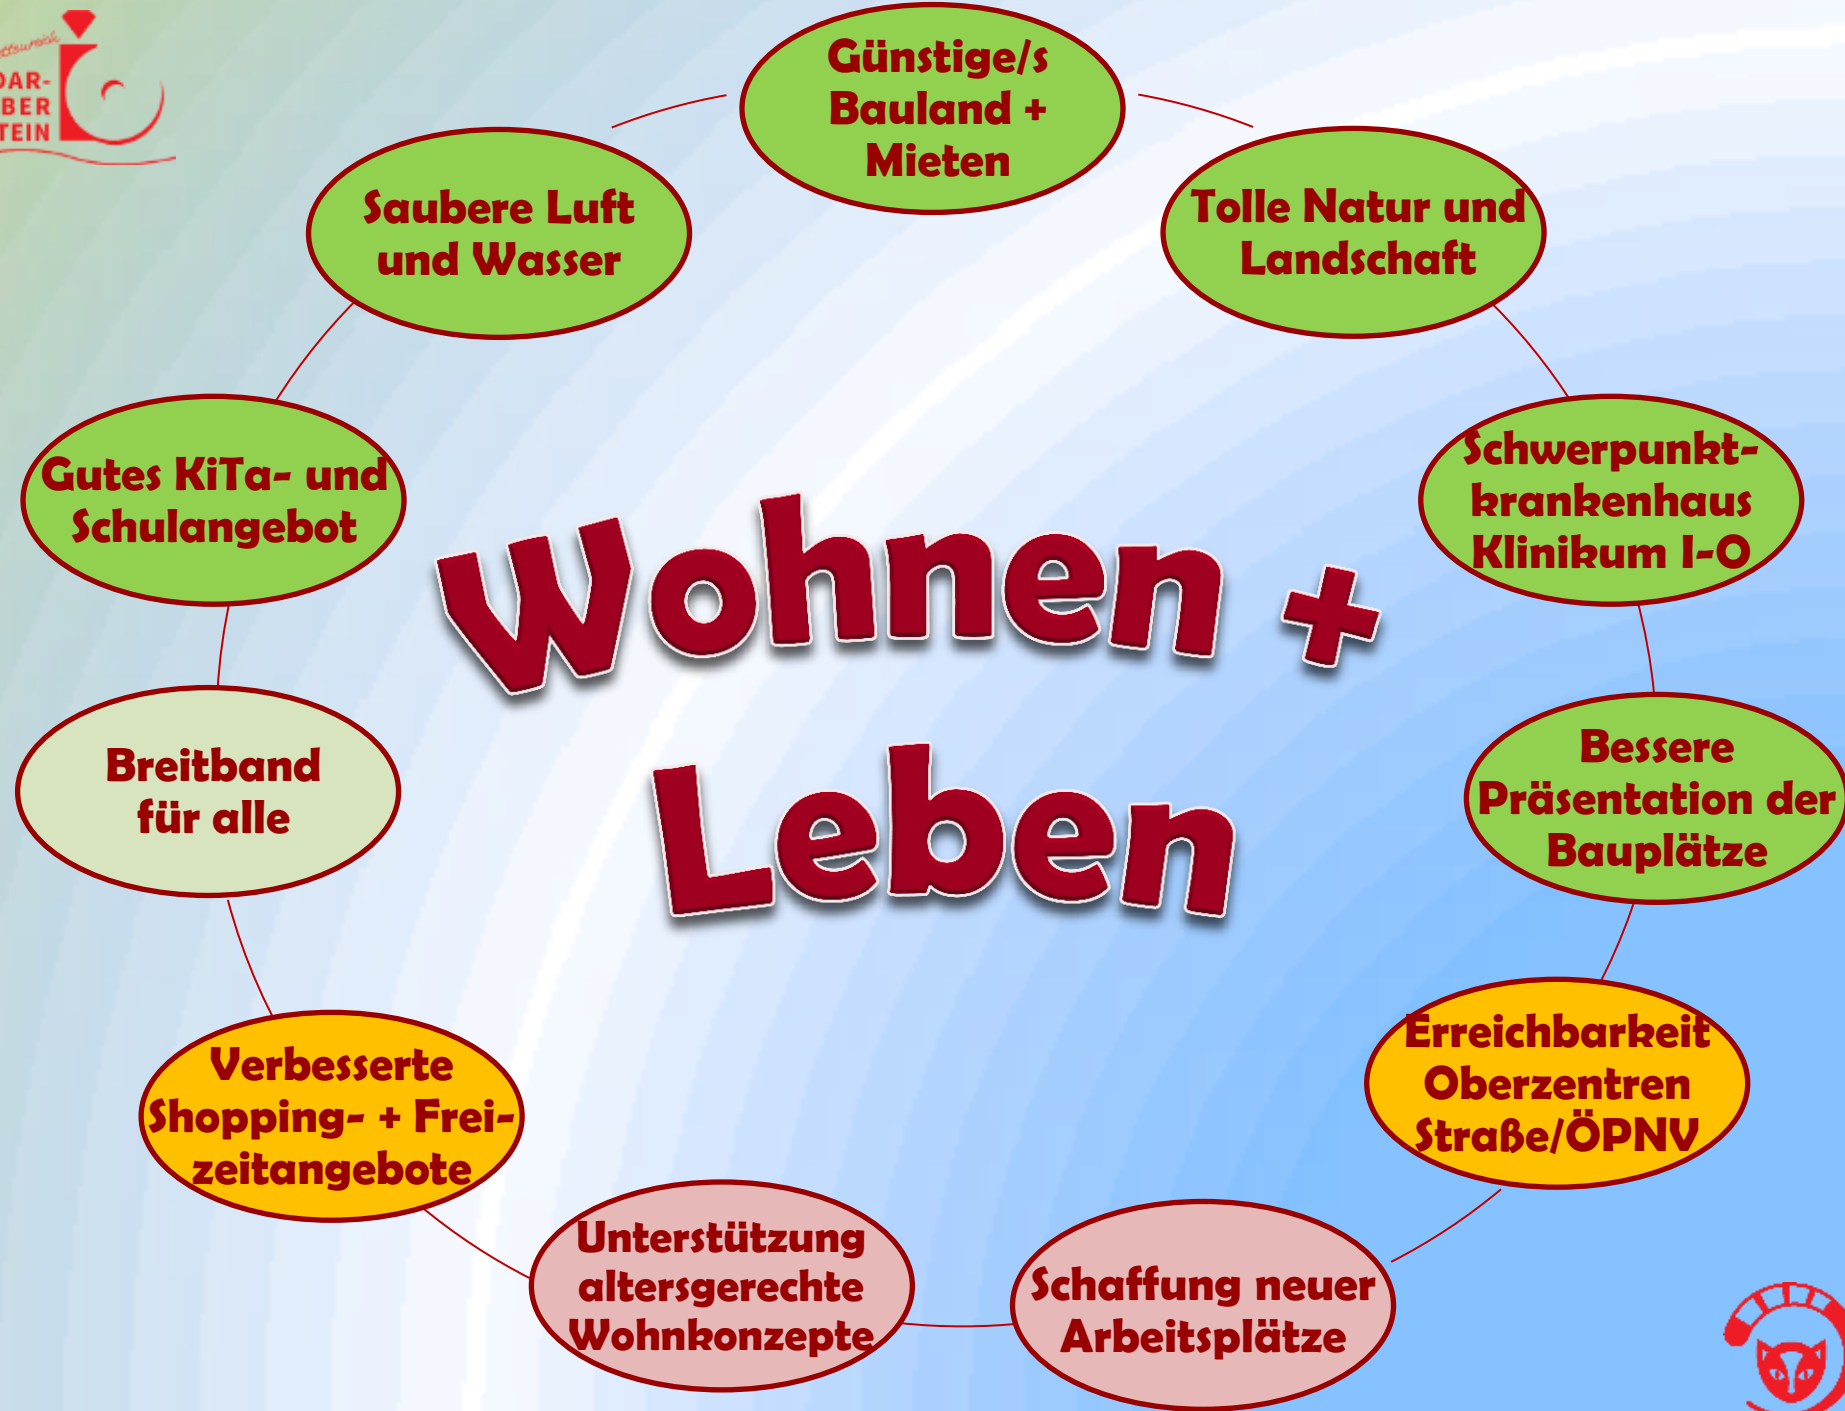 DAR-
BER
TEIN
Günstige/s
Bauland +
Mieten
Tolle Natur und
Landschaft
Schwerpunkt-
krankenhaus
Klinikum I-O
Bessere
Präsentation der
Bauplätze
Erreichbarkeit
Oberzentren
Straße/ÖPNV
Schaffung neuer
Arbeitsplätze
Unterstützung
altersgerechte
Wohnkonzepte
Verbesserte
Shopping- + Frei-
zeitangebote
Breitband
für alle
Gutes KiTa- und
Schulangebot
Saubere Luft
und Wasser
Wohnen +
Leben